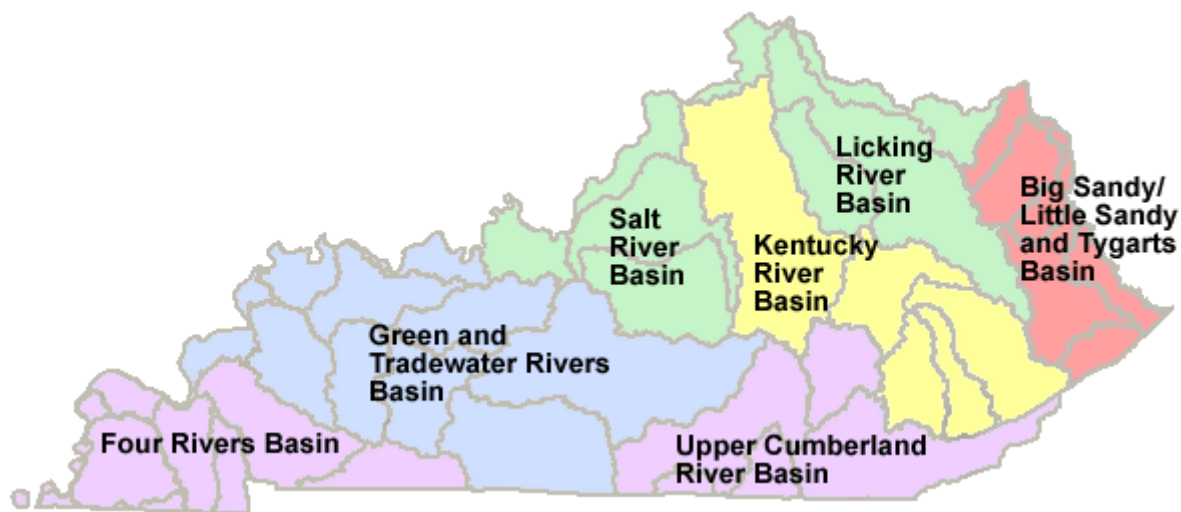 Licking
River
Basin
Big Sandy/
Little Sandy
and Tygarts
Basin
Salt
River
Basin
Kentucky
River
Basin
Green and
Tradewater Rivers
Basin
Four Rivers Basin
Upper Cumberland
River Basin